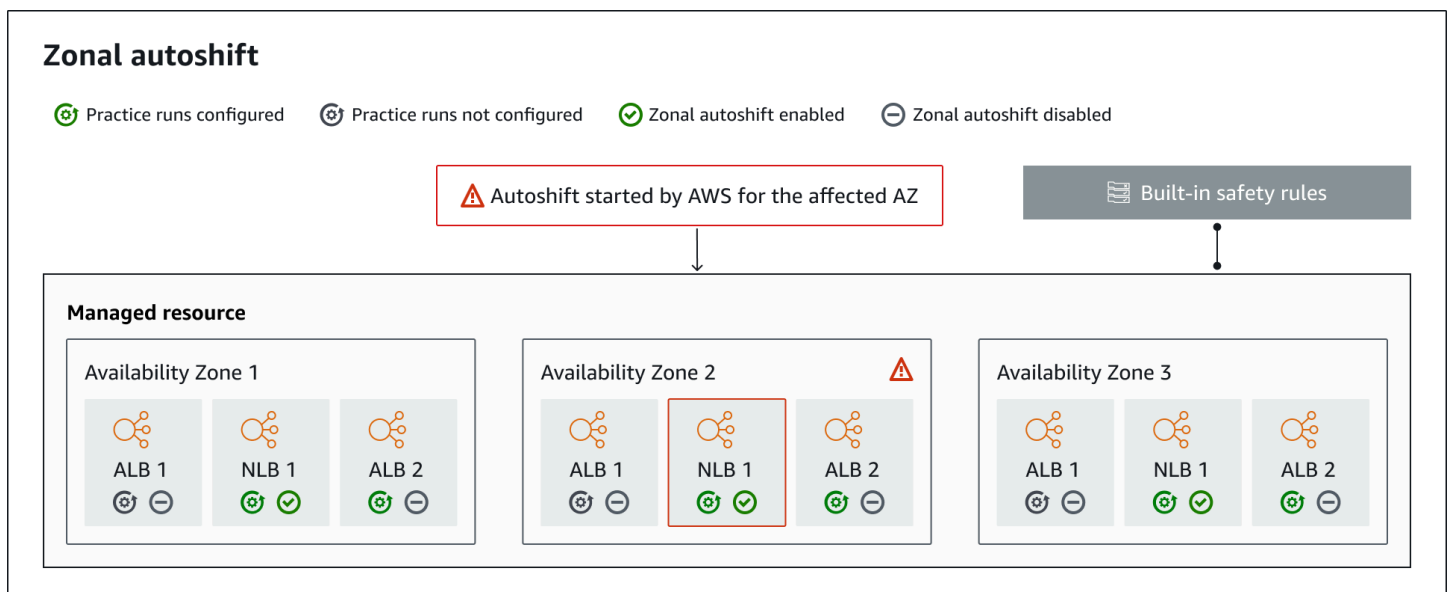 Zonal autoshift
Practice runs configured
Practice runs not configured
Zonal autoshift enabled
Zonal autoshift disabled
Autoshift started by AWS for the affected AZ
Built-in safety rules
Managed resource
Availability Zone 1
ALB 1
NLB 1
ALB 2
Availability Zone 2
ALB 1
NLB 1
ALB 2
Availability Zone 3
ALB 1
NLB 1
ALB 2